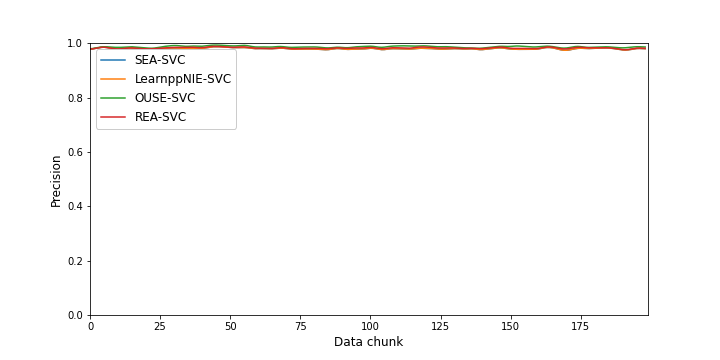 1.0
0.8
0.6
0.4
0.2
0.0
Precision
SEA-SVC
LearnppNIE-SVC
OUSE-SVC
REA-SVC
0 25 50 75 100 125 150 175
Data chunk